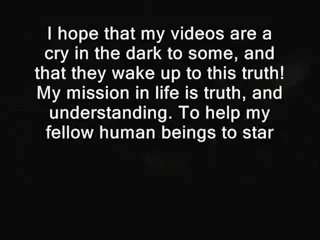 I hope that my videos are a
cry in the dark to some, and
that they wake up to this truth!
My mission in life is truth, and
understanding. To help my
fellow human beings to star